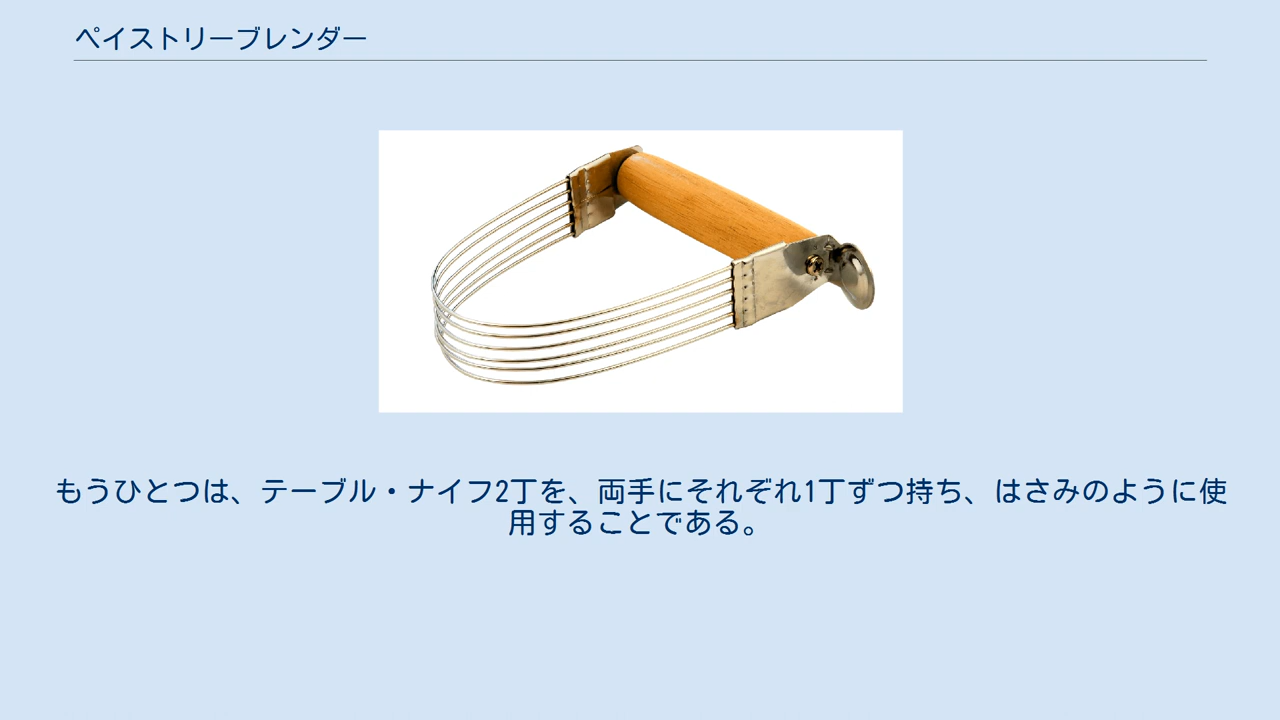 ペイストリーブレンダー
もうひとつは、テーブル・ナイフ2丁を、両手にそれぞれ1丁ずつ持ち、はさみのように使
用することである。